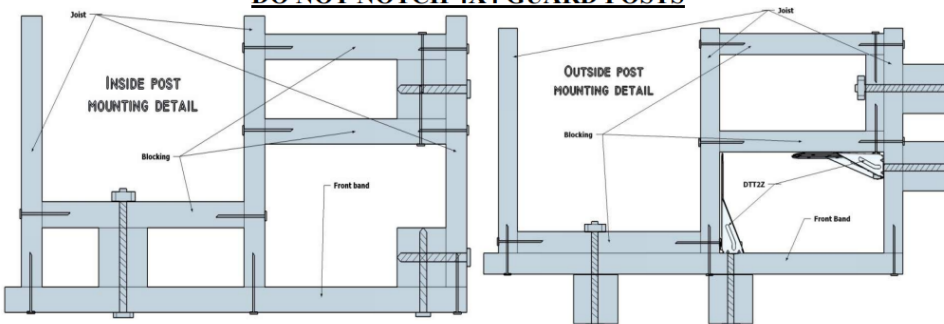 DO NOT NOTCH 4X4 GUARD POSTS
Joist
INSIDE POST
MOUNTING DETAIL
Blocking
Front band
Joist
OUTSIDE POST
MOUNTING DETAIL
Blocking
DTT2Z
Front Band